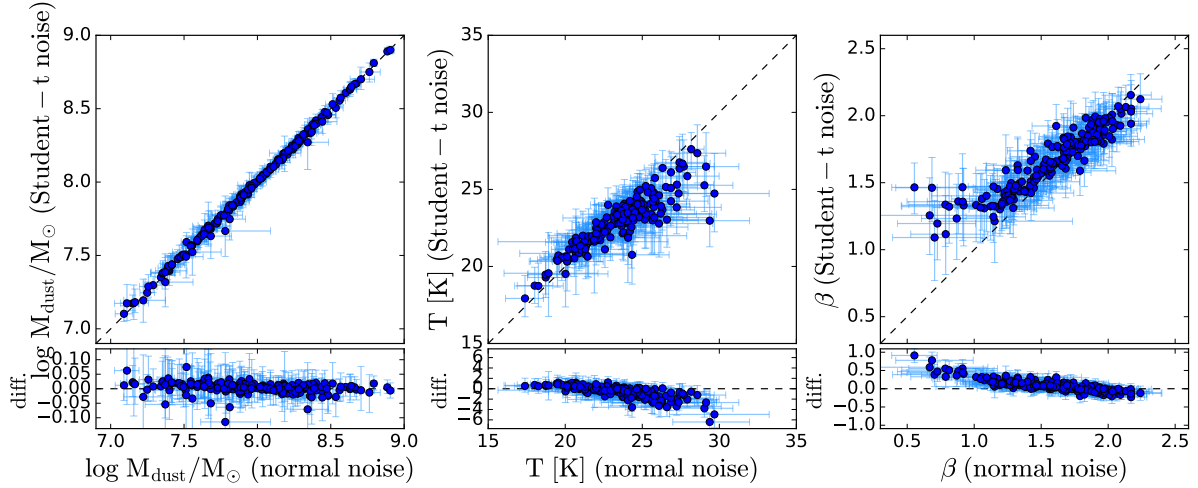 9.0
8.5
8.0
7.5
7.0
log M_dust/M_⊙ (Student − t noise)
0.10
0.05
0.00
−0.05
−0.10
diff.
7.0 7.5 8.0 8.5 9.0
log M_dust/M_⊙ (normal noise)
35
30
25
20
15
T [K] (Student − t noise)
6
4
2
0
−2
−4
−6
diff.
15 20 25 30 35
T [K] (normal noise)
2.5
2.0
1.5
1.0
0.5
β (Student − t noise)
1.0
0.5
0.0
−0.5
−1.0
diff.
0.5 1.0 1.5 2.0 2.5
β (normal noise)